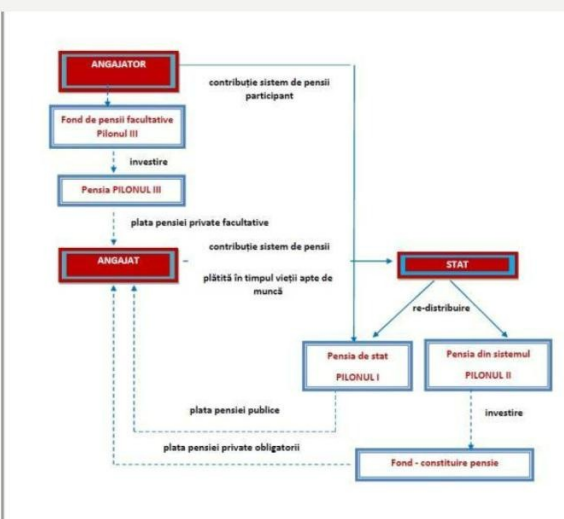 ANGAJATOR
contribuție sistem de pensii
participant
Fond de pensii facultative
Pilonul III
investire
Pensia PILONUL III
plata pensiei private facultative
ANGAJAT
contribuție sistem de pensii
plătită în timpul vieții apte de
muncă
STAT
re-distribuire
Pensia de stat
PILONUL I
Pensia din sistemul
PILONUL II
plata pensiei publice
investire
plata pensiei private obligatorii
Fond - constituire pensie